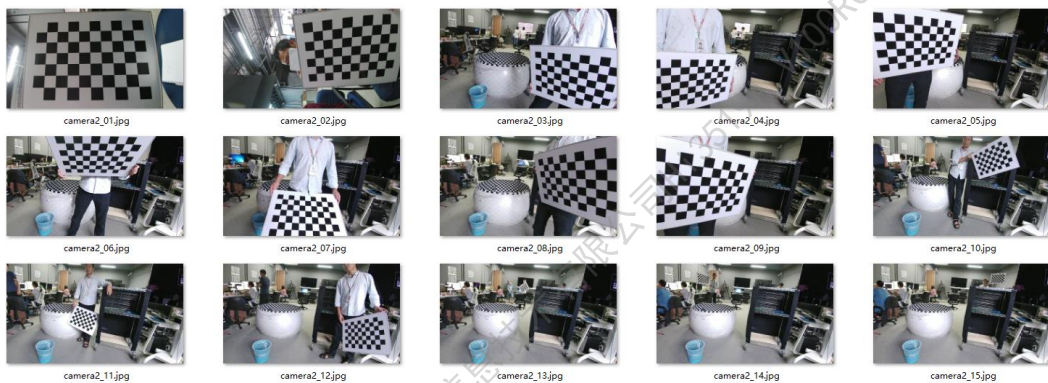 camera2_01.jpg
camera2_02.jpg
camera2_03.jpg
camera2_04.jpg
camera2_05.jpg
camera2_06.jpg
camera2_07.jpg
camera2_08.jpg
camera2_09.jpg
camera2_10.jpg
camera2_11.jpg
camera2_12.jpg
camera2_13.jpg
camera2_14.jpg
camera2_15.jpg